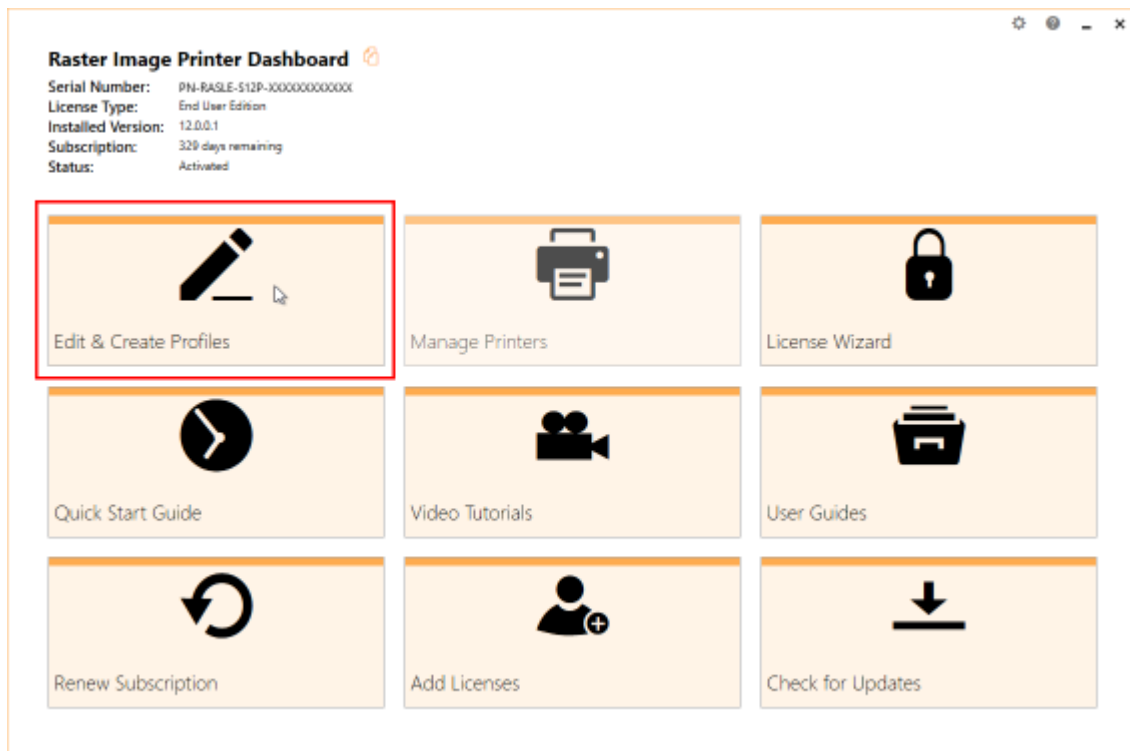 Raster Image Printer Dashboard
Serial Number: PN-RASLE-S12P-XXXXXXXXXXXX
License Type: End User Edition
Installed Version: 12.0.0.1
Subscription: 329 days remaining
Status: Activated
Edit & Create Profiles
Manage Printers
License Wizard
Quick Start Guide
Video Tutorials
User Guides
Renew Subscription
Add Licenses
Check for Updates